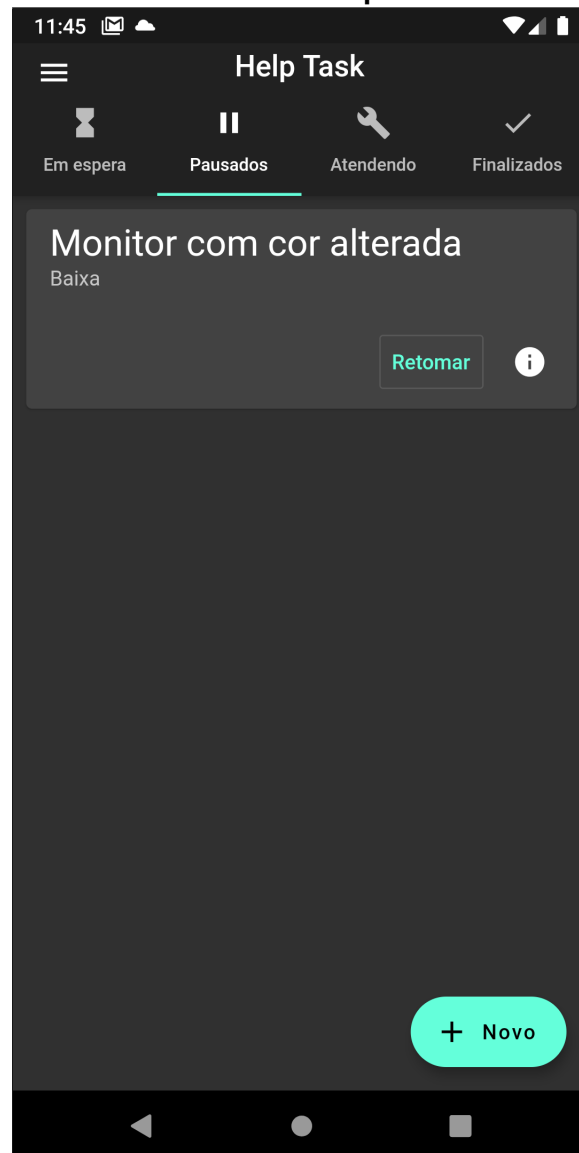 11:45
Help Task
Em espera
Pausados
Atendendo
Finalizados
Monitor com cor alterada
Baixa
Retomar
+ Novo